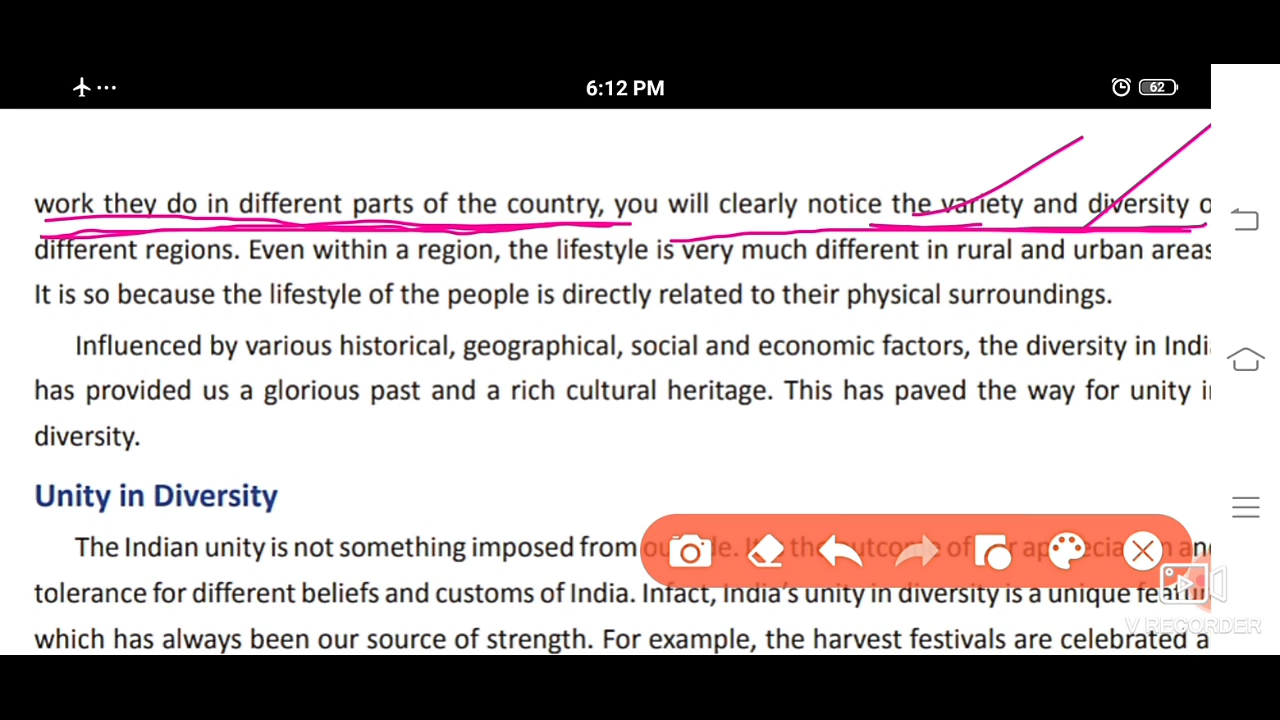 6:12 PM
62
work they do in different parts of the country, you will clearly notice the variety and diversity
different regions. Even within a region, the lifestyle is very much different in rural and urban areas
It is so because the lifestyle of the people is directly related to their physical surroundings.
Influenced by various historical, geographical, social and economic factors, the diversity in
has provided us a glorious past and a rich cultural heritage. This has paved the way for unity
diversity.
Unity in Diversity
The Indian unity is not something imposed from
tolerance for different beliefs and customs of India. Infact, India's unity in diversity is a unique
which has always been our source of strength. For example, the harvest festivals are celebrated
V RECORDER